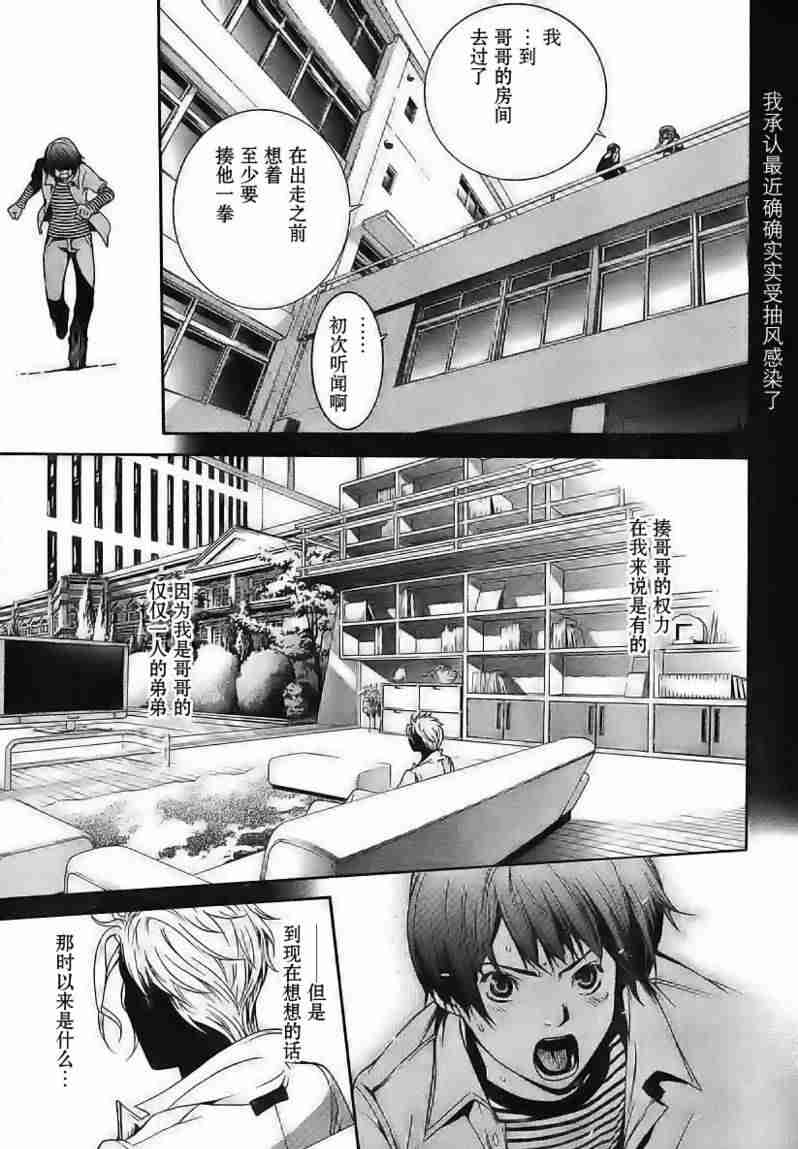 我
…到
哥哥的房间
去过了
在出走之前
想着
至少要
揍他一拳
……
初次听闻啊
我承认最近确确实实受抽风感染了
揍哥哥的权力
在我来说是有的
因为我是哥哥的
仅仅一人的弟弟
——但是
到现在想想的话
那时以来是什么…